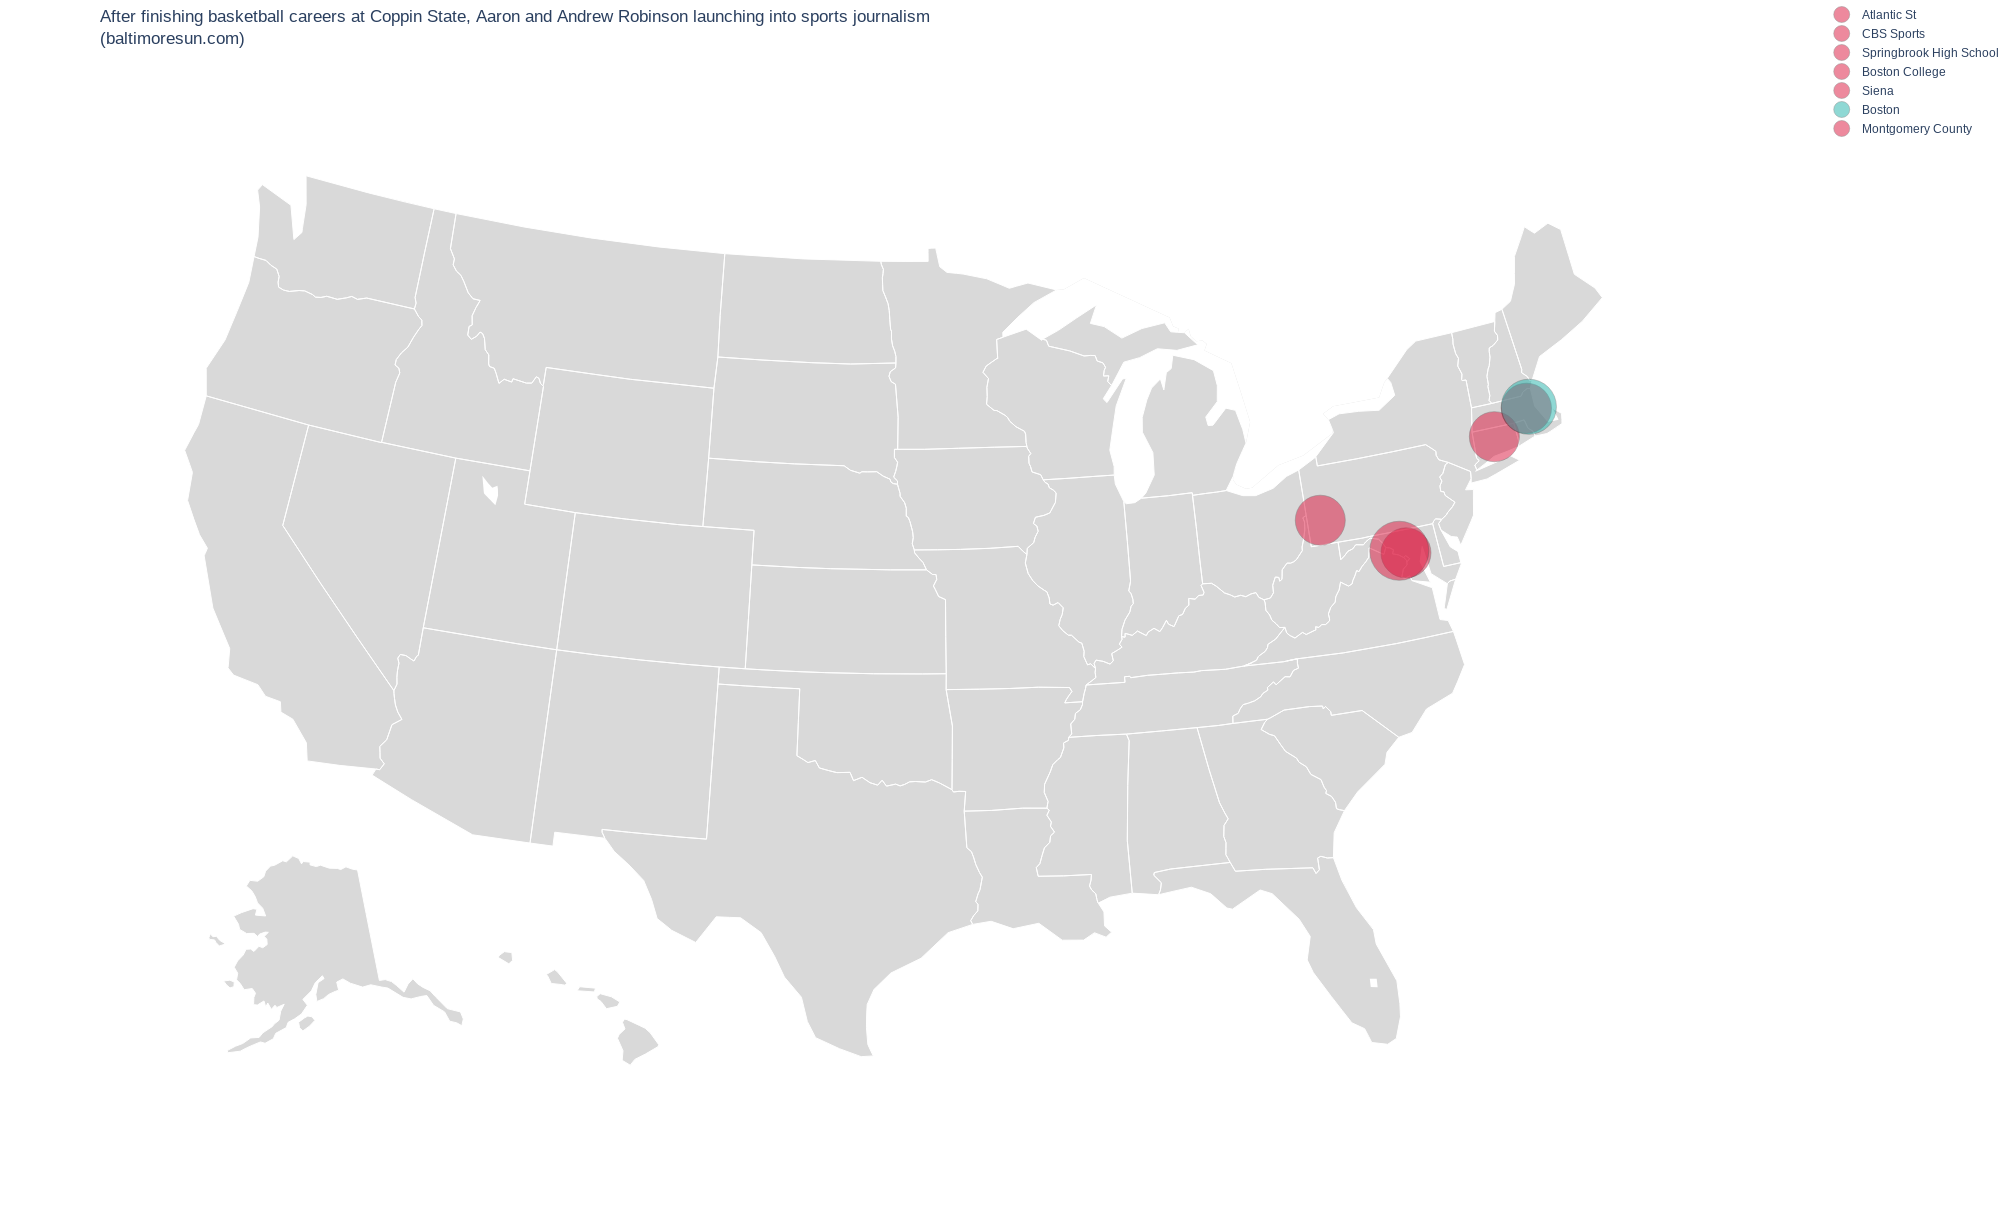 After finishing basketball careers at Coppin State, Aaron and Andrew Robinson launching into sports journalism
(baltimoresun.com)
Atlantic St
CBS Sports
Springbrook High School
Boston College
Siena
Boston
Montgomery County